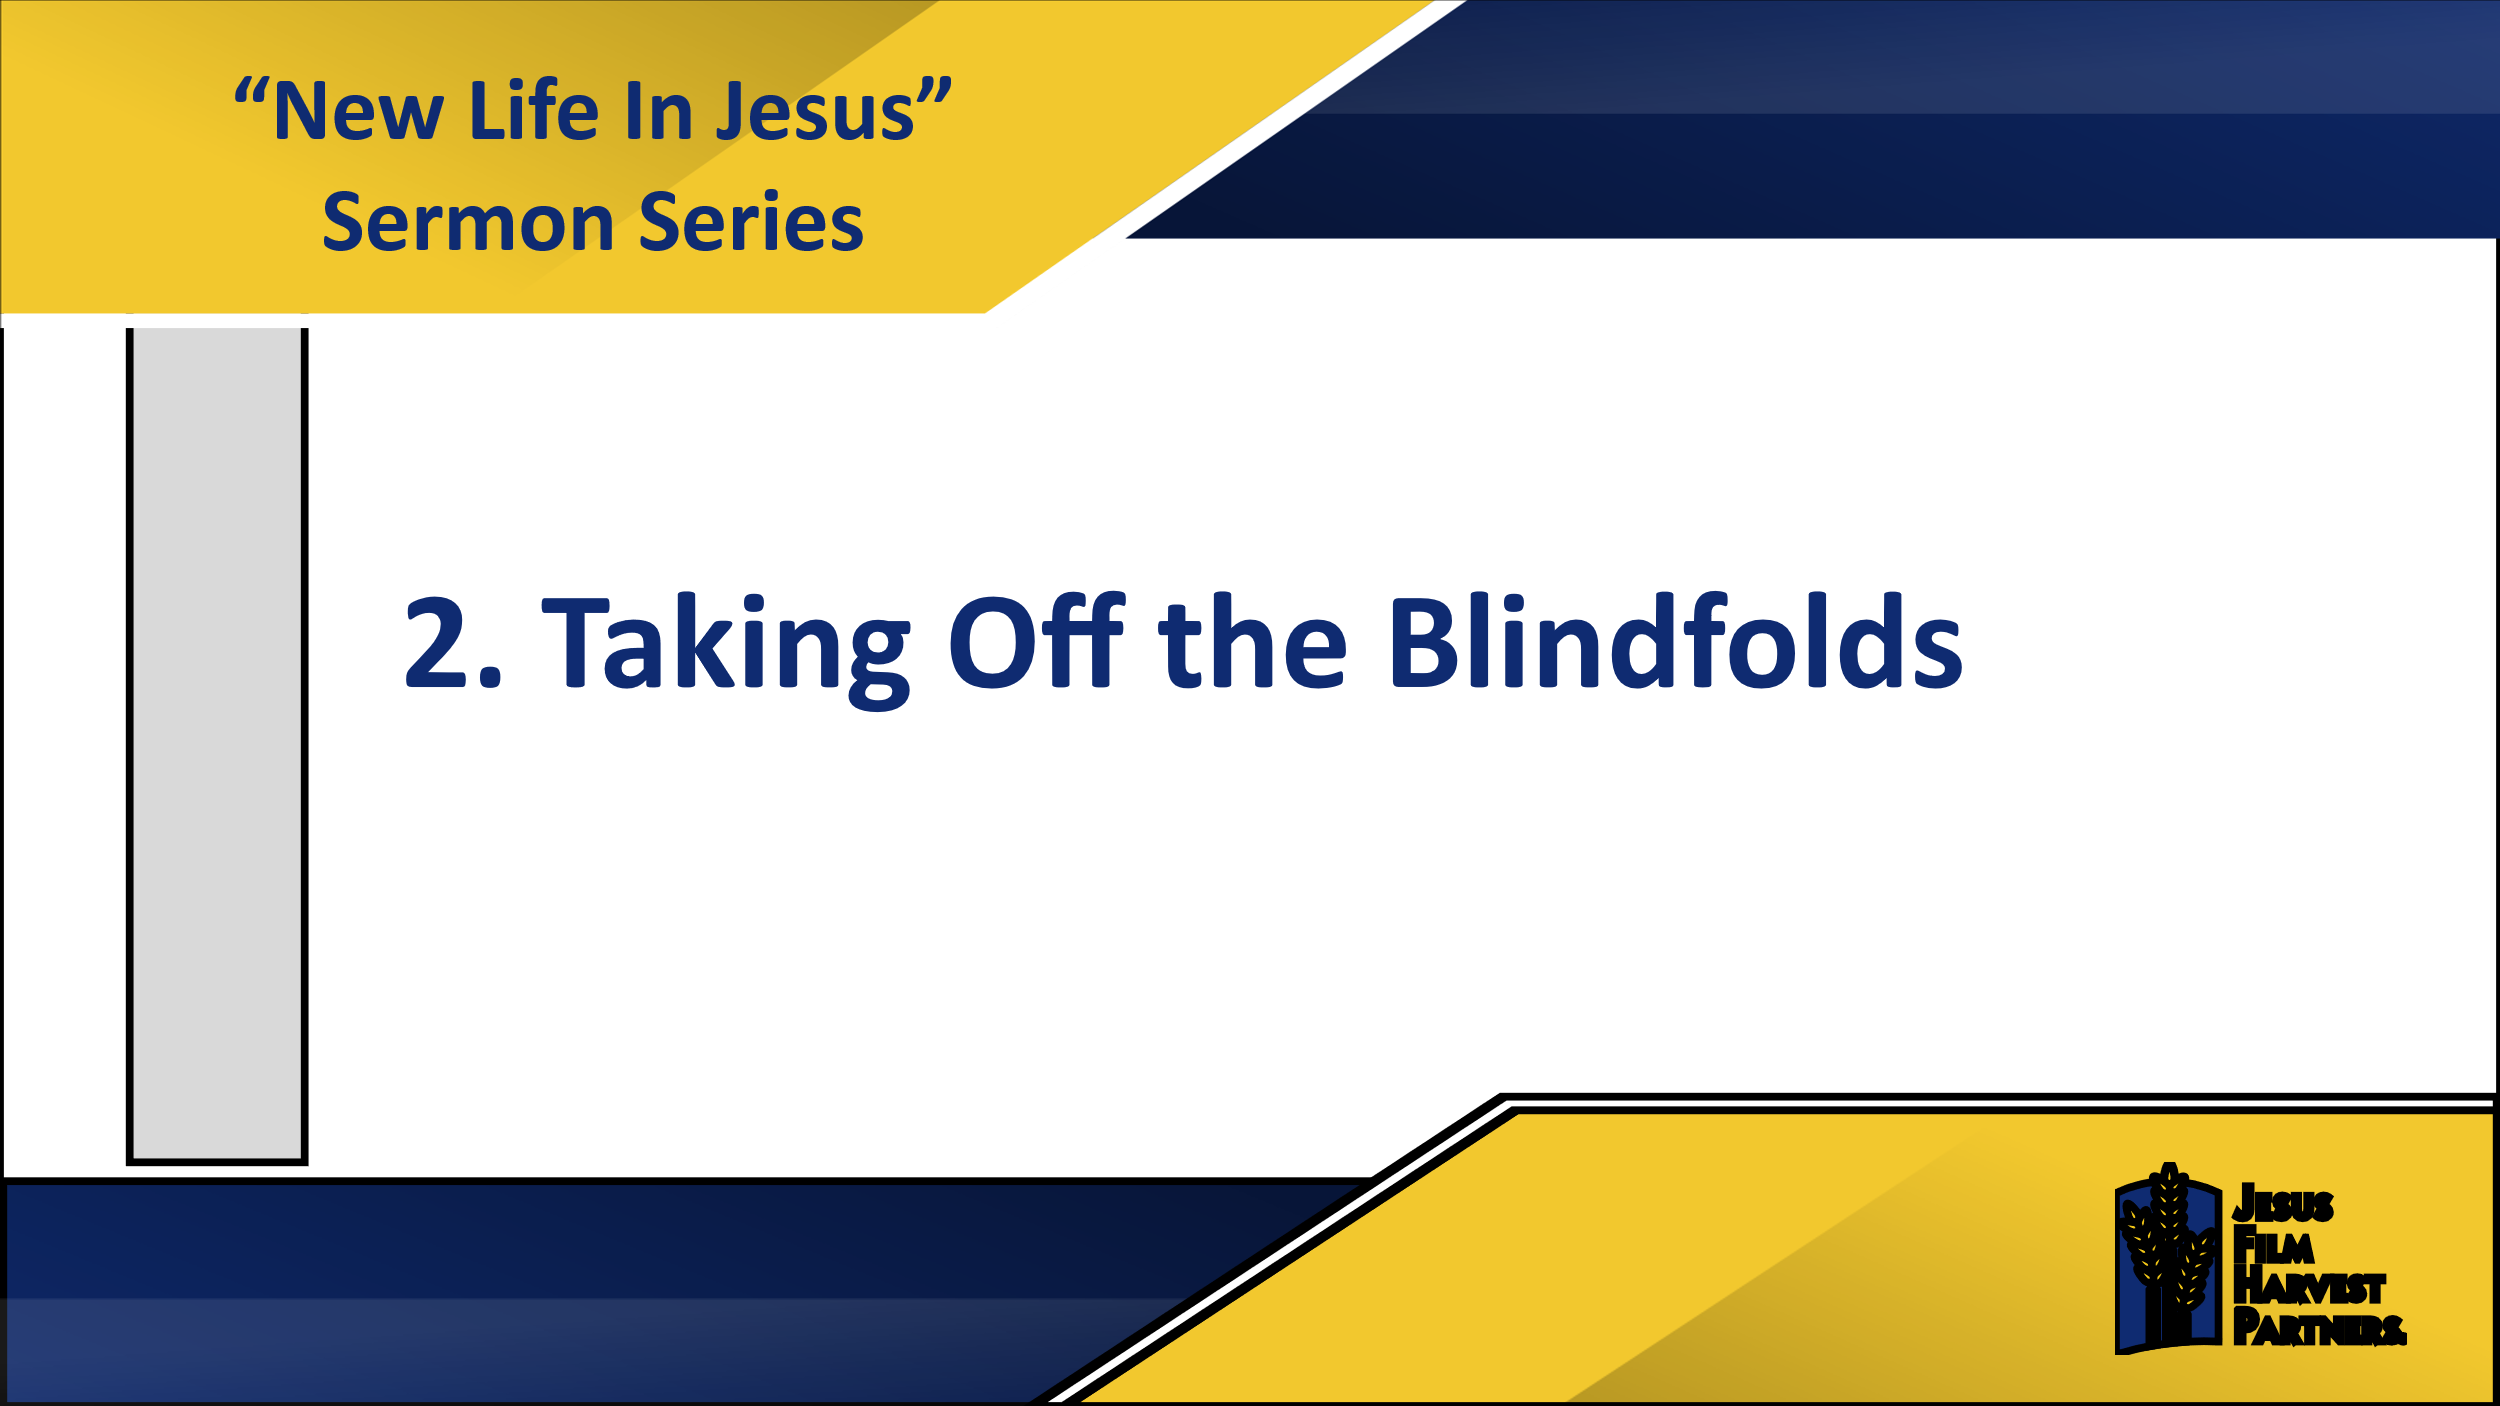 “New Life In Jesus”
Sermon Series
2. Taking Off the Blindfolds
JESUS
FILM
HARVEST
PARTNERS